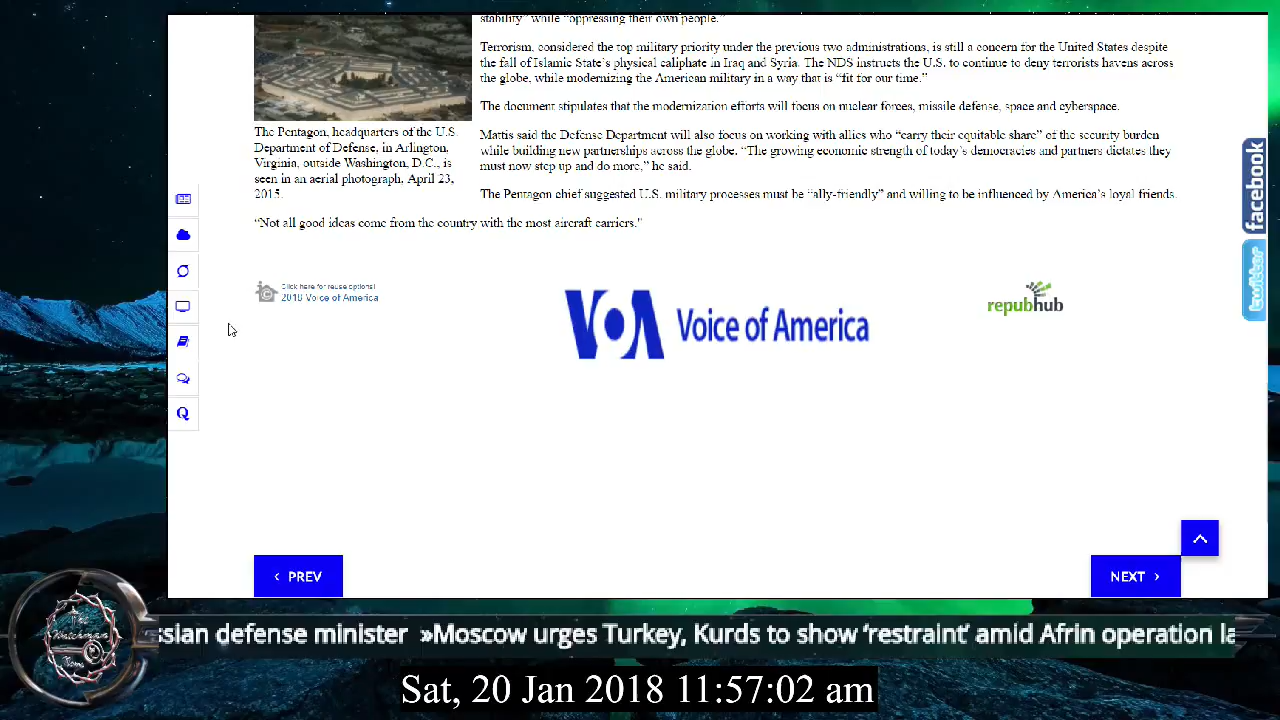 stability” while “oppressing their own people.”
Terrorism, considered the top military priority under the previous two administrations, is still a concern for the United States despite
the fall of Islamic State’s physical caliphate in Iraq and Syria. The NDS instructs the U.S. to continue to deny terrorists havens across
the globe, while modernizing the American military in a way that is “fit for our time.”
The document stipulates that the modernization efforts will focus on nuclear forces, missile defense, space and cyberspace.
The Pentagon, headquarters of the U.S.
Department of Defense, in Arlington,
Virginia, outside Washington, D.C., is
seen in an aerial photograph, April 23,
2015.
Mattis said the Defense Department will also focus on working with allies who “carry their equitable share” of the security burden
while building new partnerships across the globe. “The growing economic strength of today’s democracies and partners dictates they
must now step up and do more,” he said.
The Pentagon chief suggested U.S. military processes must be “ally-friendly” and willing to be influenced by America’s loyal friends.
“Not all good ideas come from the country with the most aircraft carriers.”
Click here for reuse options!
2018 Voice of America
VOA Voice of America
repubhub
facebook
twitter
‹ PREV
NEXT ›
The
Watchman
ssian defense minister »Moscow urges Turkey, Kurds to show ‘restraint’ amid Afrin operation la
Sat, 20 Jan 2018 11:57:02 am